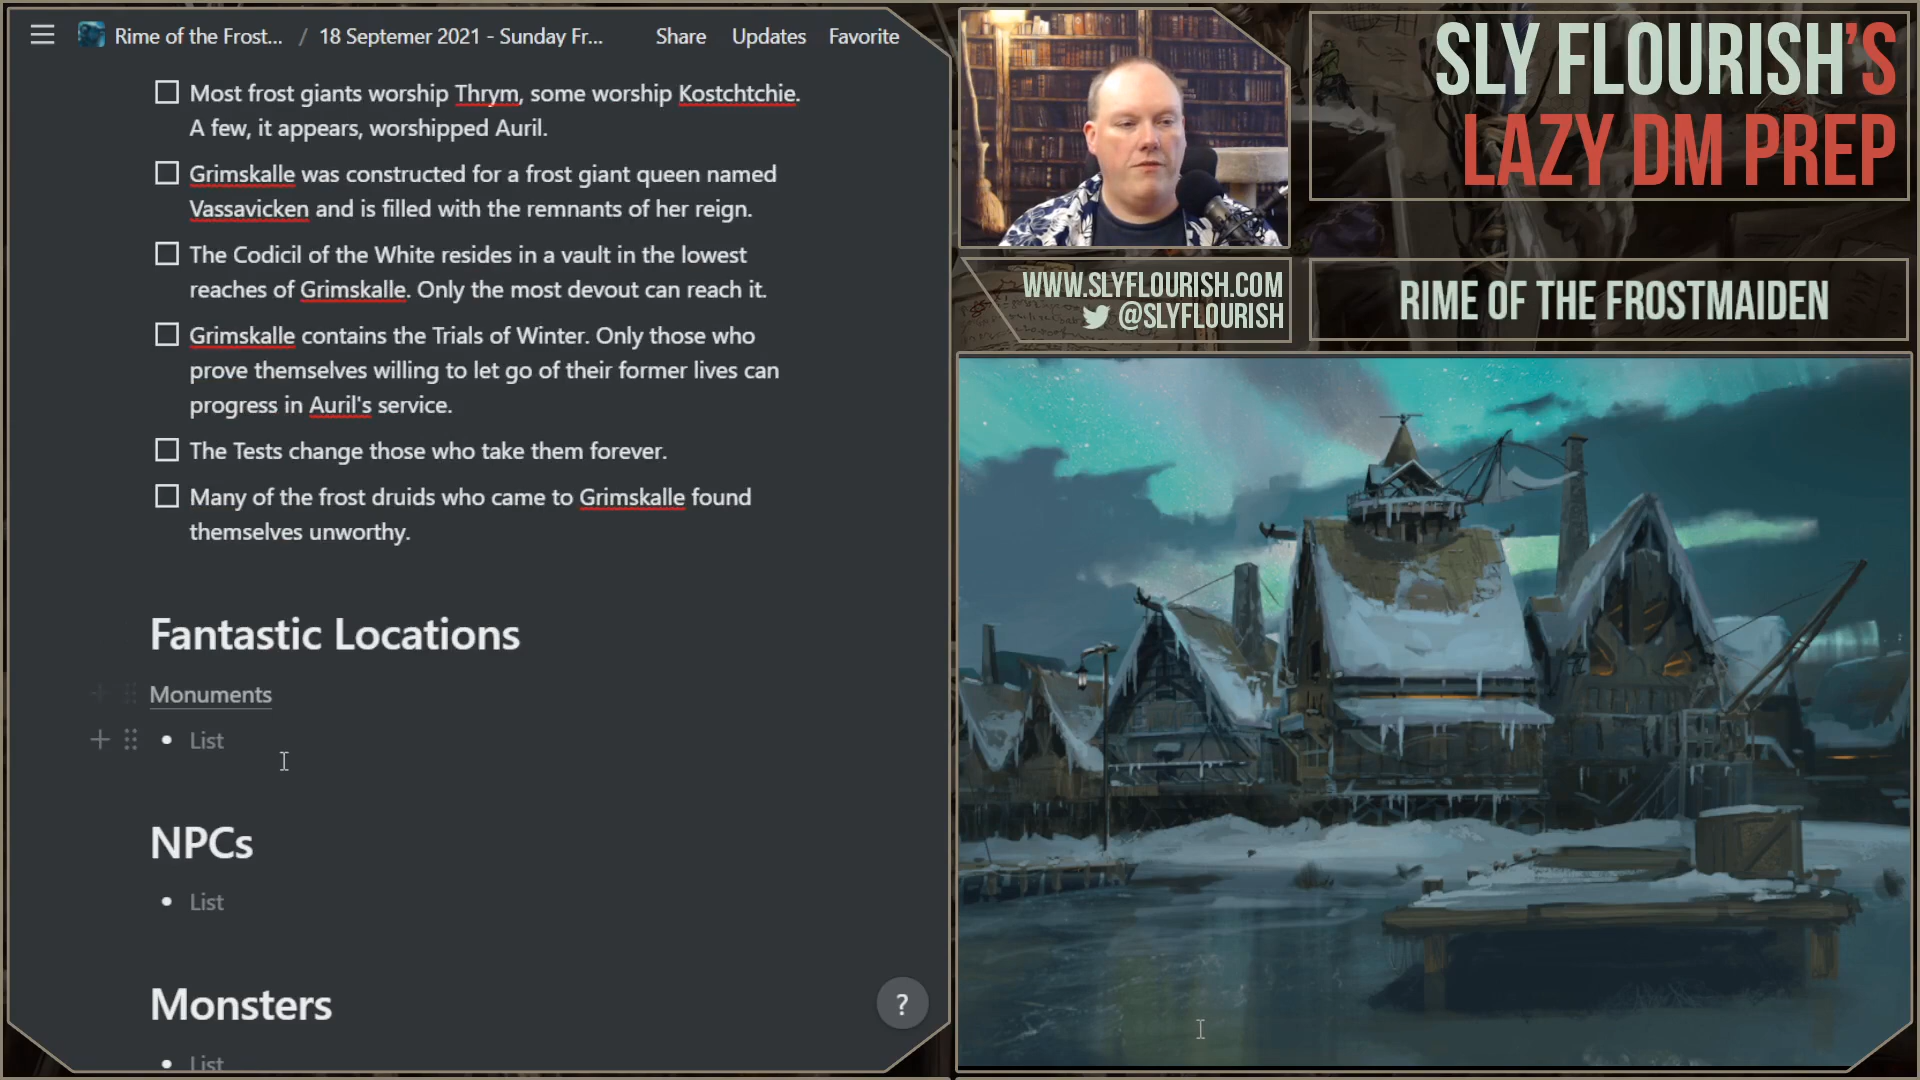 Rime of the Frost... / 18 Septemer 2021 - Sunday Fr... Share Updates Favorite
Most frost giants worship Thrym, some worship Kostchtchie.
A few, it appears, worshipped Auril.
Grimskalle was constructed for a frost giant queen named
Vassavicken and is filled with the remnants of her reign.
The Codicil of the White resides in a vault in the lowest
reaches of Grimskalle. Only the most devout can reach it.
Grimskalle contains the Trials of Winter. Only those who
prove themselves willing to let go of their former lives can
progress in Auril's service.
The Tests change those who take them forever.
Many of the frost druids who came to Grimskalle found
themselves unworthy.
Fantastic Locations
Monuments
List
NPCs
List
Monsters
List
?
SLY FLOURISH'S
LAZY DM PREP
WWW.SLYFLOURISH.COM
@SLYFLOURISH
RIME OF THE FROSTMAIDEN